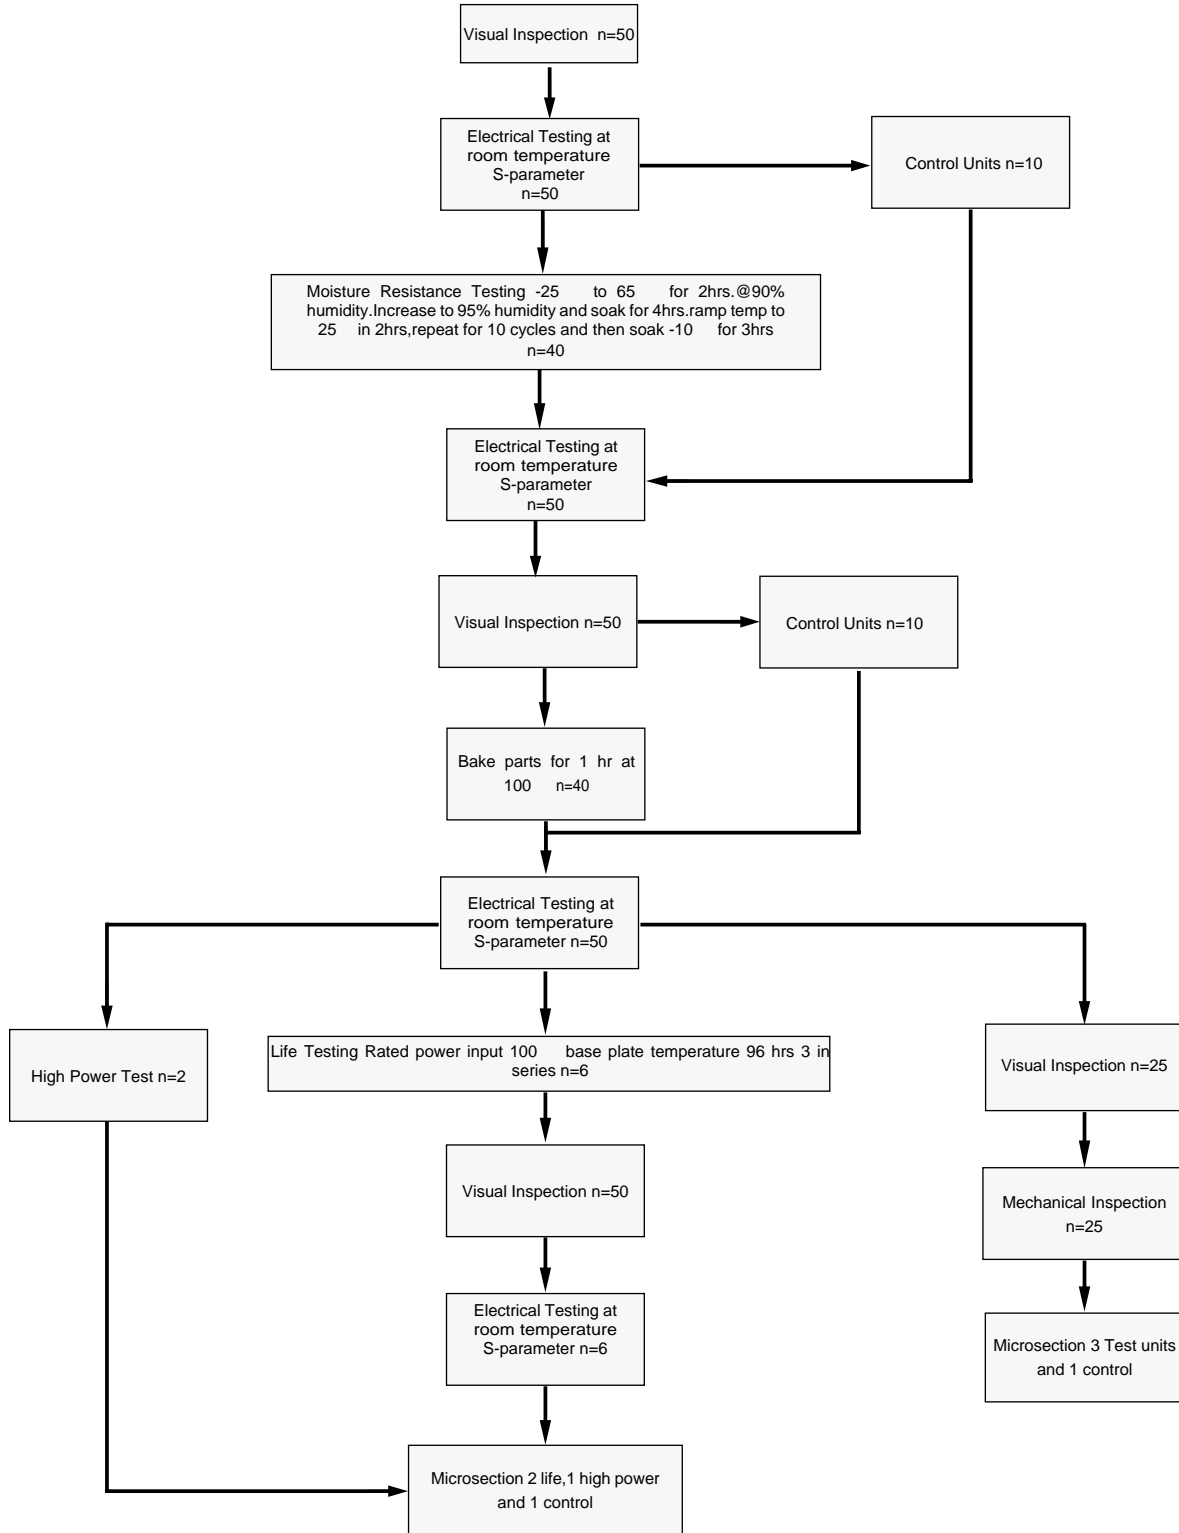 Visual Inspection n=50
Electrical Testing at
room temperature
S-parameter
n=50
Control Units n=10
Moisture Resistance Testing -25 to 65 for 2hrs.@90%
humidity.Increase to 95% humidity and soak for 4hrs.ramp temp to
25 in 2hrs,repeat for 10 cycles and then soak -10 for 3hrs
n=40
Electrical Testing at
room temperature
S-parameter
n=50
Visual Inspection n=50
Control Units n=10
Bake parts for 1 hr at
100 n=40
Electrical Testing at
room temperature
S-parameter n=50
High Power Test n=2
Life Testing Rated power input 100 base plate temperature 96 hrs 3 in
series n=6
Visual Inspection n=25
Visual Inspection n=50
Mechanical Inspection
n=25
Electrical Testing at
room temperature
S-parameter n=6
Microsection 3 Test units
and 1 control
Microsection 2 life,1 high power
and 1 control